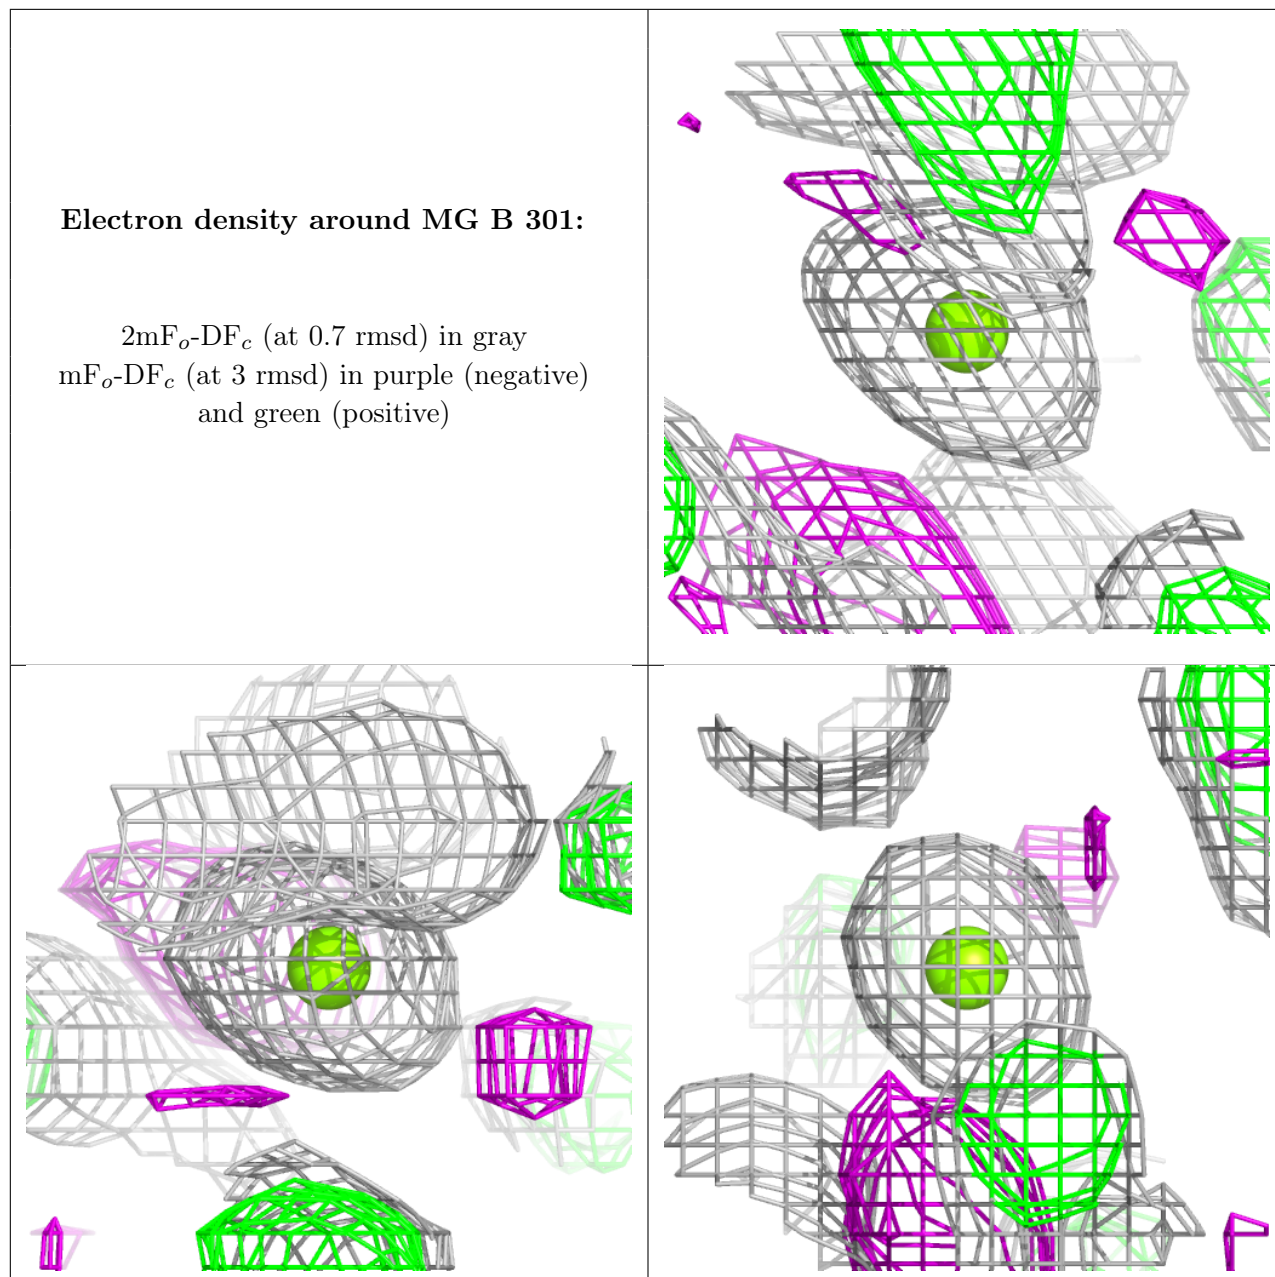 Electron density around MG B 301:
2mFo-DFc (at 0.7 rmsd) in gray
mFo-DFc (at 3 rmsd) in purple (negative)
and green (positive)